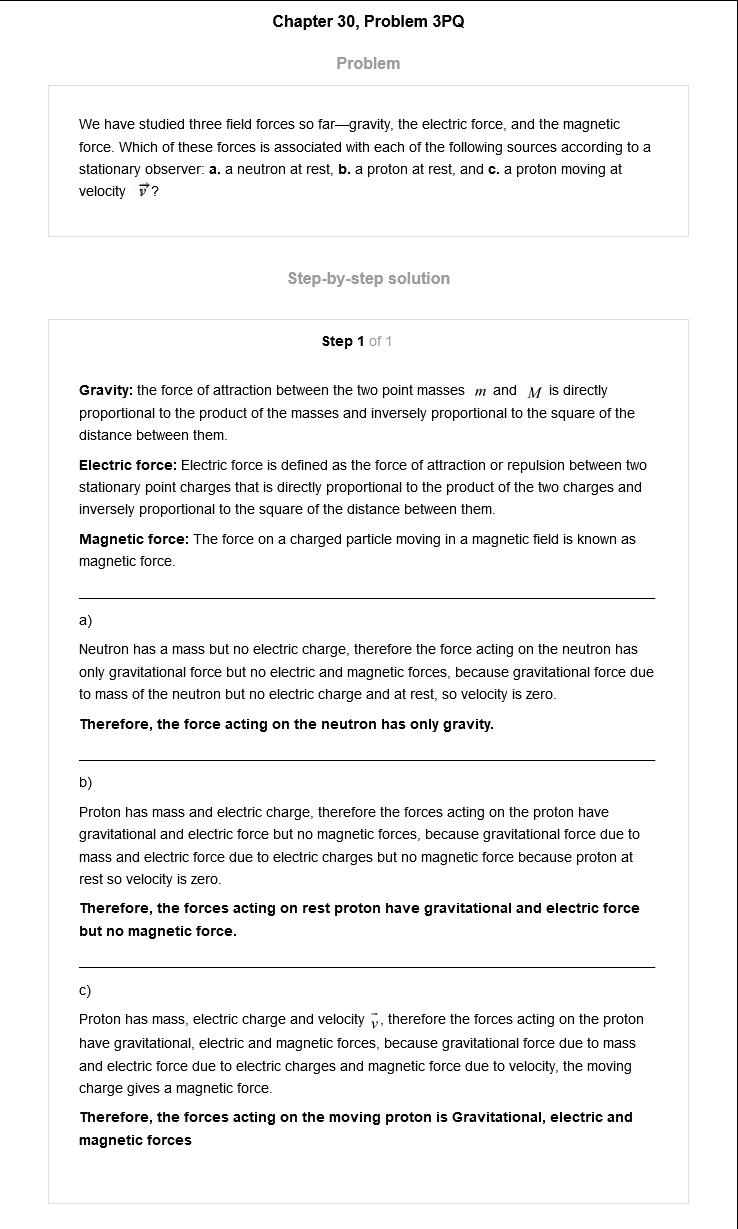 Chapter 30, Problem 3PQ
Problem
We have studied three field forces so far—gravity, the electric force, and the magnetic
force. Which of these forces is associated with each of the following sources according to a
stationary observer: a. a neutron at rest, b. a proton at rest, and c. a proton moving at
velocity v⃗ ?
Step-by-step solution
Step 1 of 1
Gravity: the force of attraction between the two point masses m and M is directly
proportional to the product of the masses and inversely proportional to the square of the
distance between them.
Electric force: Electric force is defined as the force of attraction or repulsion between two
stationary point charges that is directly proportional to the product of the two charges and
inversely proportional to the square of the distance between them.
Magnetic force: The force on a charged particle moving in a magnetic field is known as
magnetic force.
a)
Neutron has a mass but no electric charge, therefore the force acting on the neutron has
only gravitational force but no electric and magnetic forces, because gravitational force due
to mass of the neutron but no electric charge and at rest, so velocity is zero.
Therefore, the force acting on the neutron has only gravity.
b)
Proton has mass and electric charge, therefore the forces acting on the proton have
gravitational and electric force but no magnetic forces, because gravitational force due to
mass and electric force due to electric charges but no magnetic force because proton at
rest so velocity is zero.
Therefore, the forces acting on rest proton have gravitational and electric force
but no magnetic force.
c)
Proton has mass, electric charge and velocity v⃗, therefore the forces acting on the proton
have gravitational, electric and magnetic forces, because gravitational force due to mass
and electric force due to electric charges and magnetic force due to velocity, the moving
charge gives a magnetic force.
Therefore, the forces acting on the moving proton is Gravitational, electric and
magnetic forces